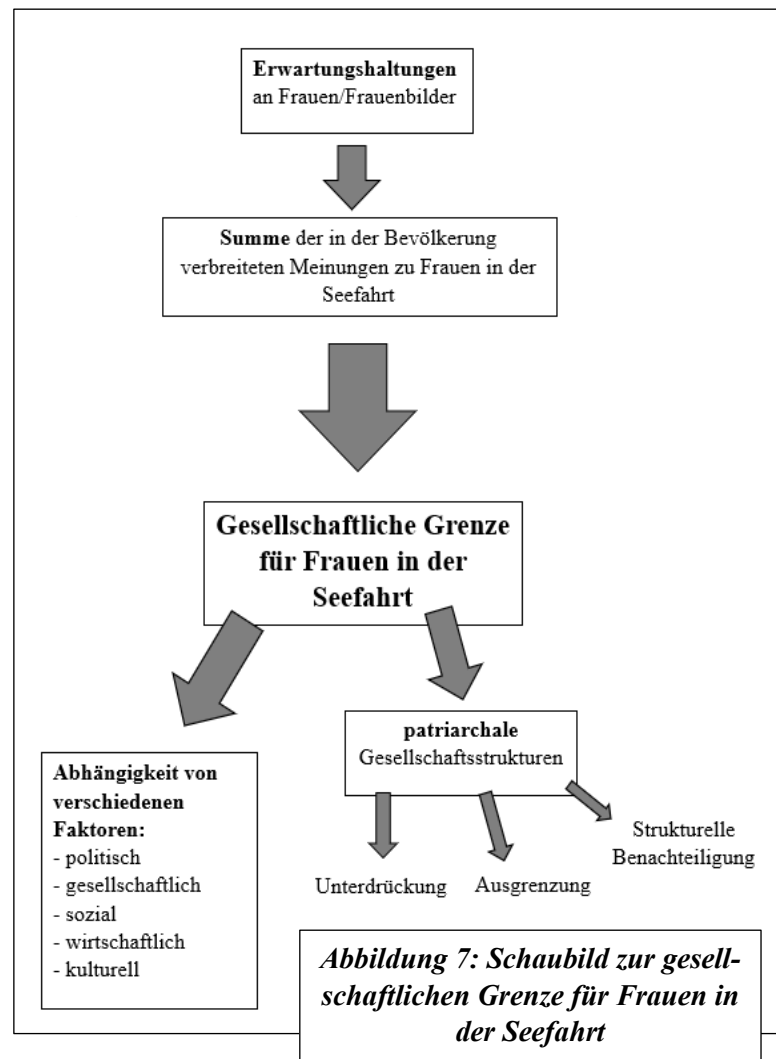 Erwartungshaltungen
an Frauen/Frauenbilder
Summe der in der Bevölkerung
verbreiteten Meinungen zu Frauen in der
Seefahrt
Gesellschaftliche Grenze
für Frauen in der
Seefahrt
Abhängigkeit von
verschiedenen
Faktoren:
- politisch
- gesellschaftlich
- sozial
- wirtschaftlich
- kulturell
patriarchale
Gesellschaftsstrukturen
Unterdrückung
Ausgrenzung
Strukturelle
Benachteiligung
Abbildung 7: Schaubild zur gesell-
schaftlichen Grenze für Frauen in
der Seefahrt